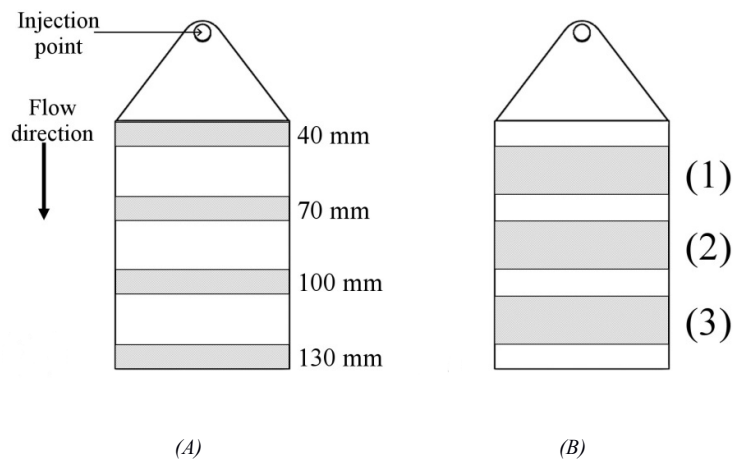 Injection
point
Flow
direction
40 mm
70 mm
100 mm
130 mm
(A)
(1)
(2)
(3)
(B)